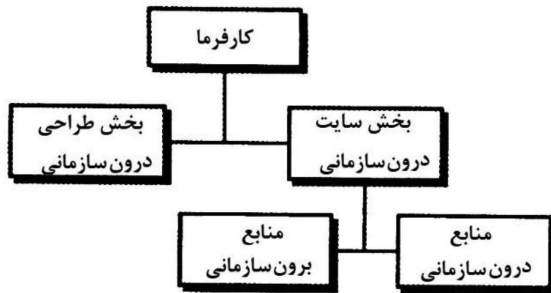 کارفرما
بخش سایت
درون‌سازمانی
بخش طراحی
درون‌سازمانی
منابع
درون‌سازمانی
منابع
برون‌سازمانی